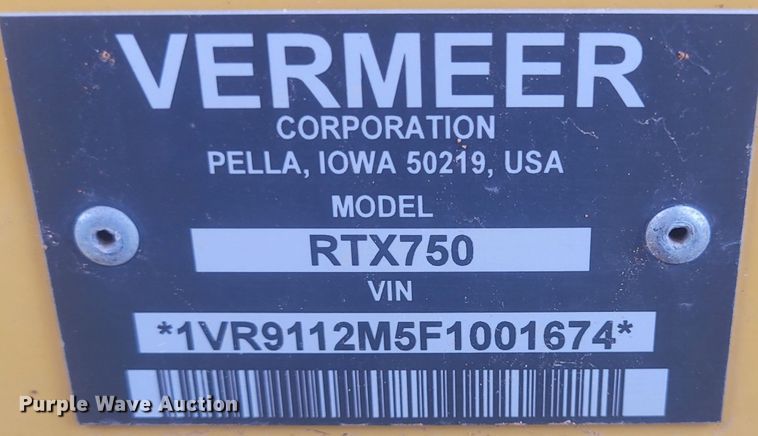 VERMEER
CORPORATION
PELLA, IOWA 50219, USA
MODEL
RTX750
VIN
*1VR9112M5F1001674*
Purple Wave Auction